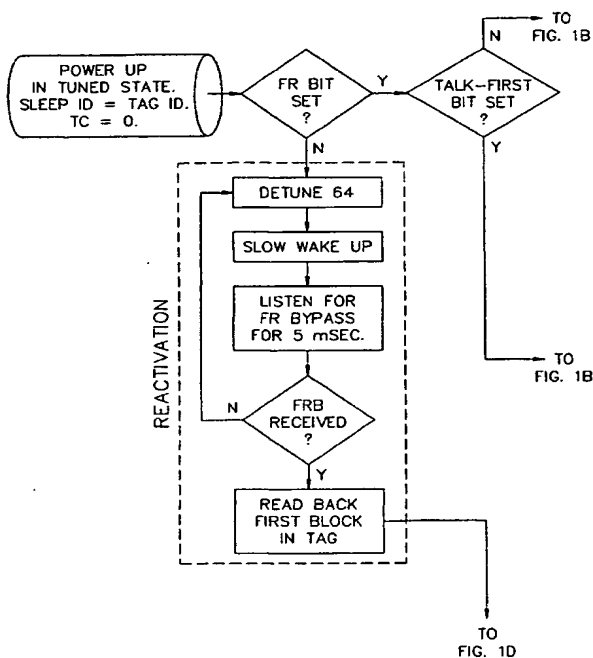 TO
FIG. 1B
N
POWER UP
IN TUNED STATE.
SLEEP ID = TAG ID.
TC = 0.
FR BIT
SET
?
Y
TALK-FIRST
BIT SET
?
N
Y
DETUNE 64
SLOW WAKE UP
LISTEN FOR
FR BYPASS
FOR 5 mSEC.
REACTIVATION
TO
FIG. 1B
N
FRB
RECEIVED
?
Y
READ BACK
FIRST BLOCK
IN TAG
TO
FIG. 1D